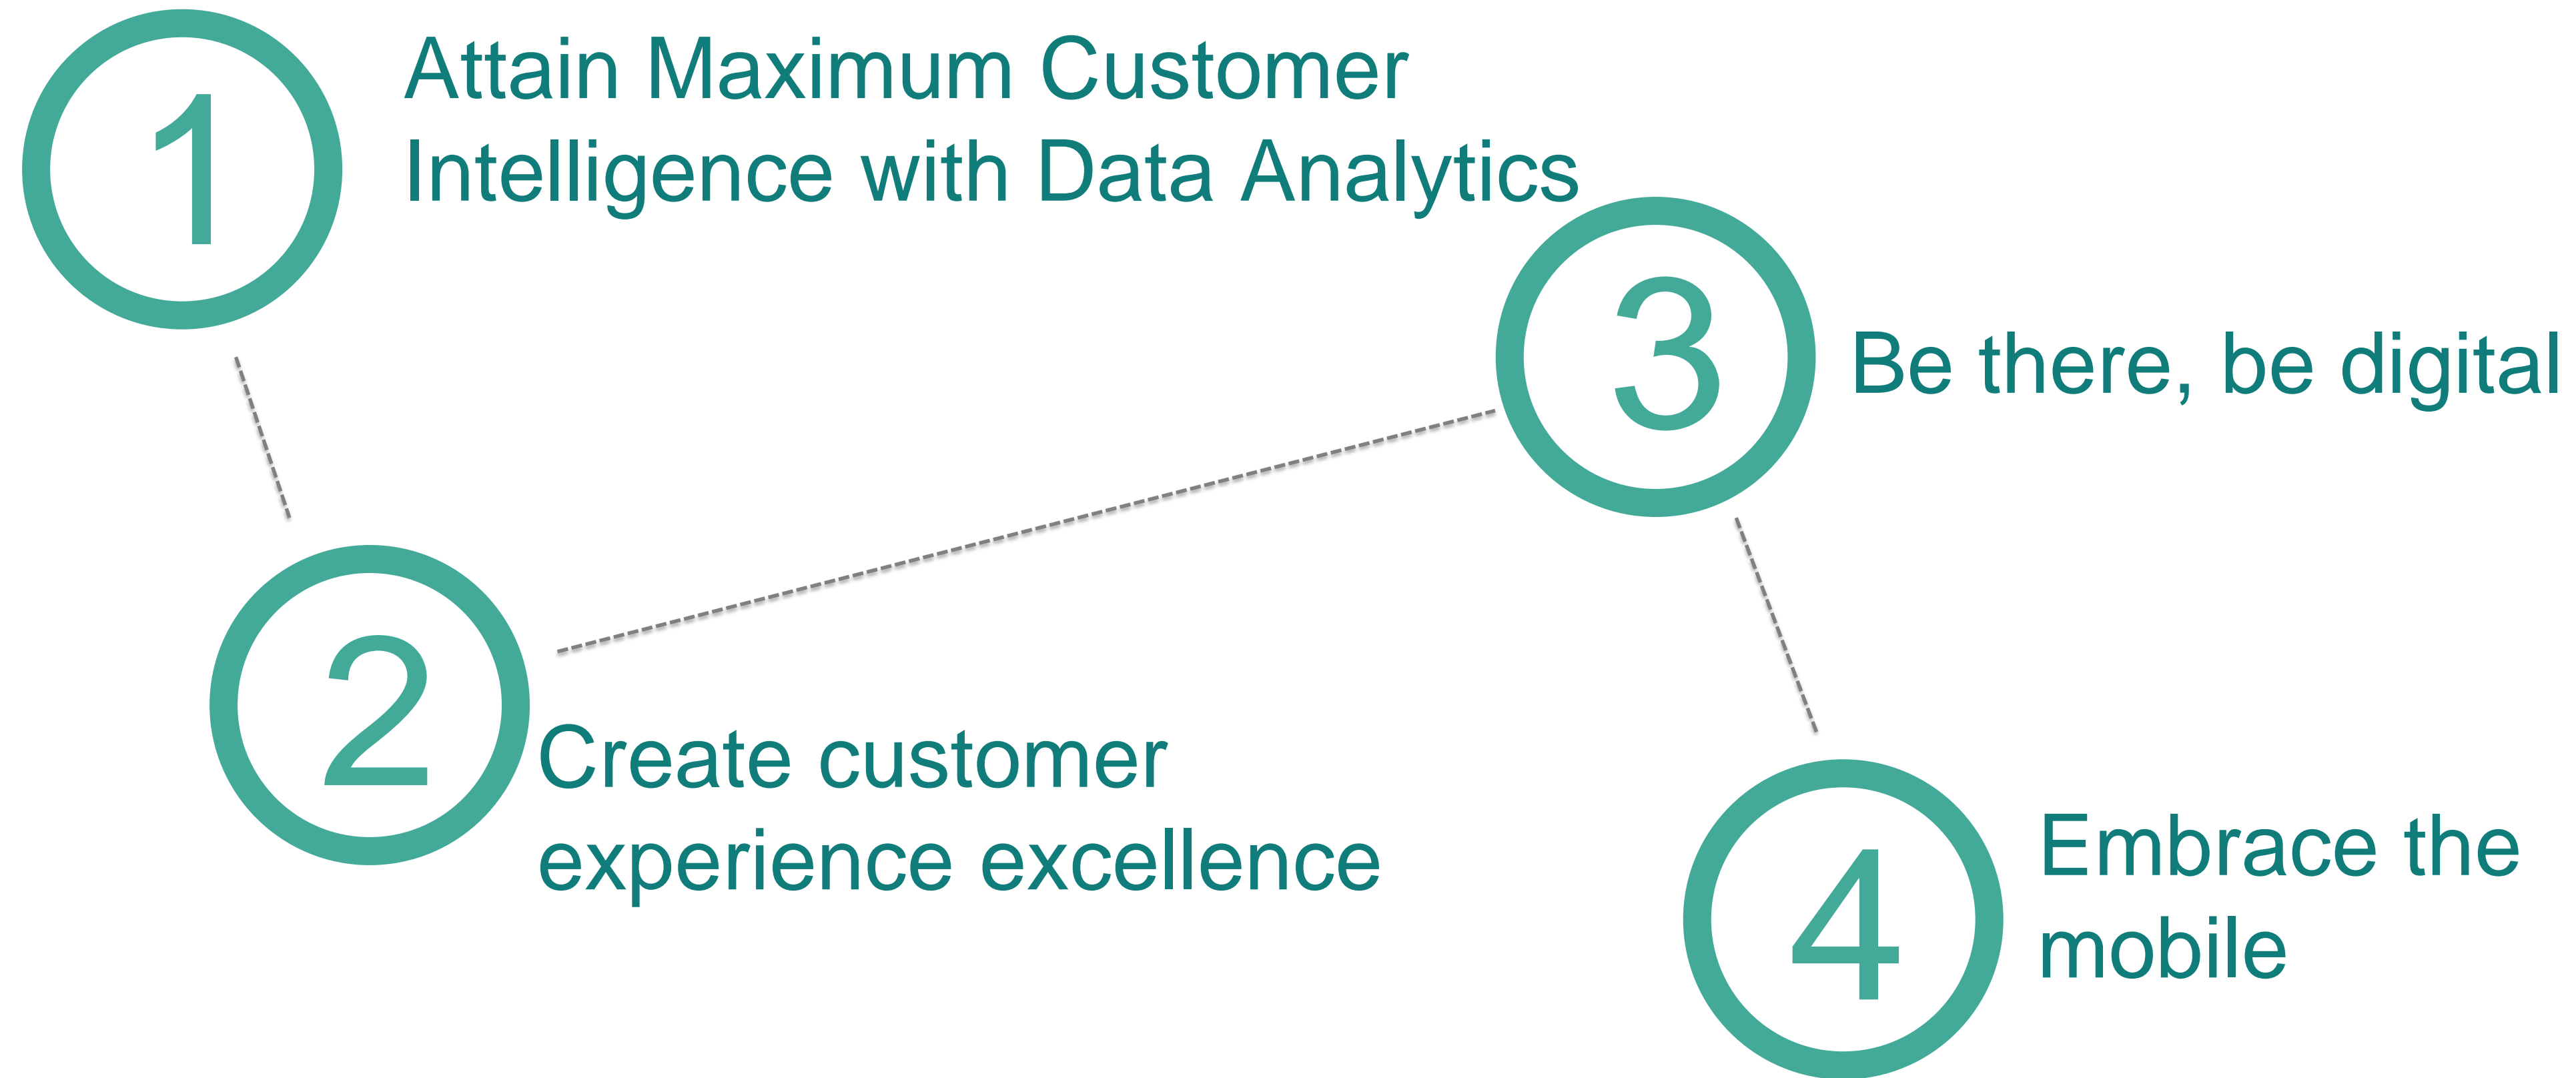 1
Attain Maximum Customer
Intelligence with Data Analytics
2
Create customer
experience excellence
3
Be there, be digital
4
Embrace the
mobile